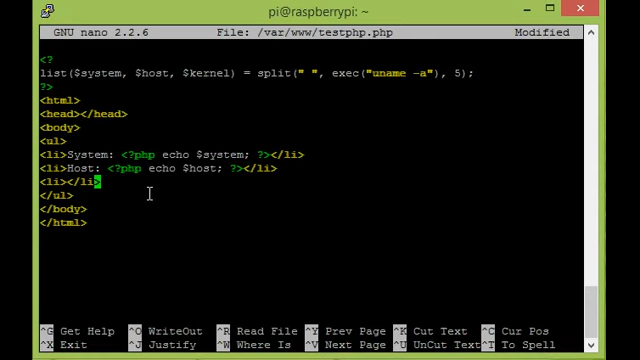 pi@raspberrypi: ~
GNU nano 2.2.6 File: /var/www/testphp.php Modified
<?
list($system, $host, $kernel) = split(" ", exec("uname -a"), 5);
?>
<html>
<head></head>
<body>
<ul>
<li>System: <?php echo $system; ?></li>
<li>Host: <?php echo $host; ?></li>
<li></li>
</ul>
</body>
</html>
^G Get Help ^O WriteOut ^R Read File ^Y Prev Page ^K Cut Text ^C Cur Pos
^X Exit ^J Justify ^W Where Is ^V Next Page ^U UnCut Text ^T To Spell